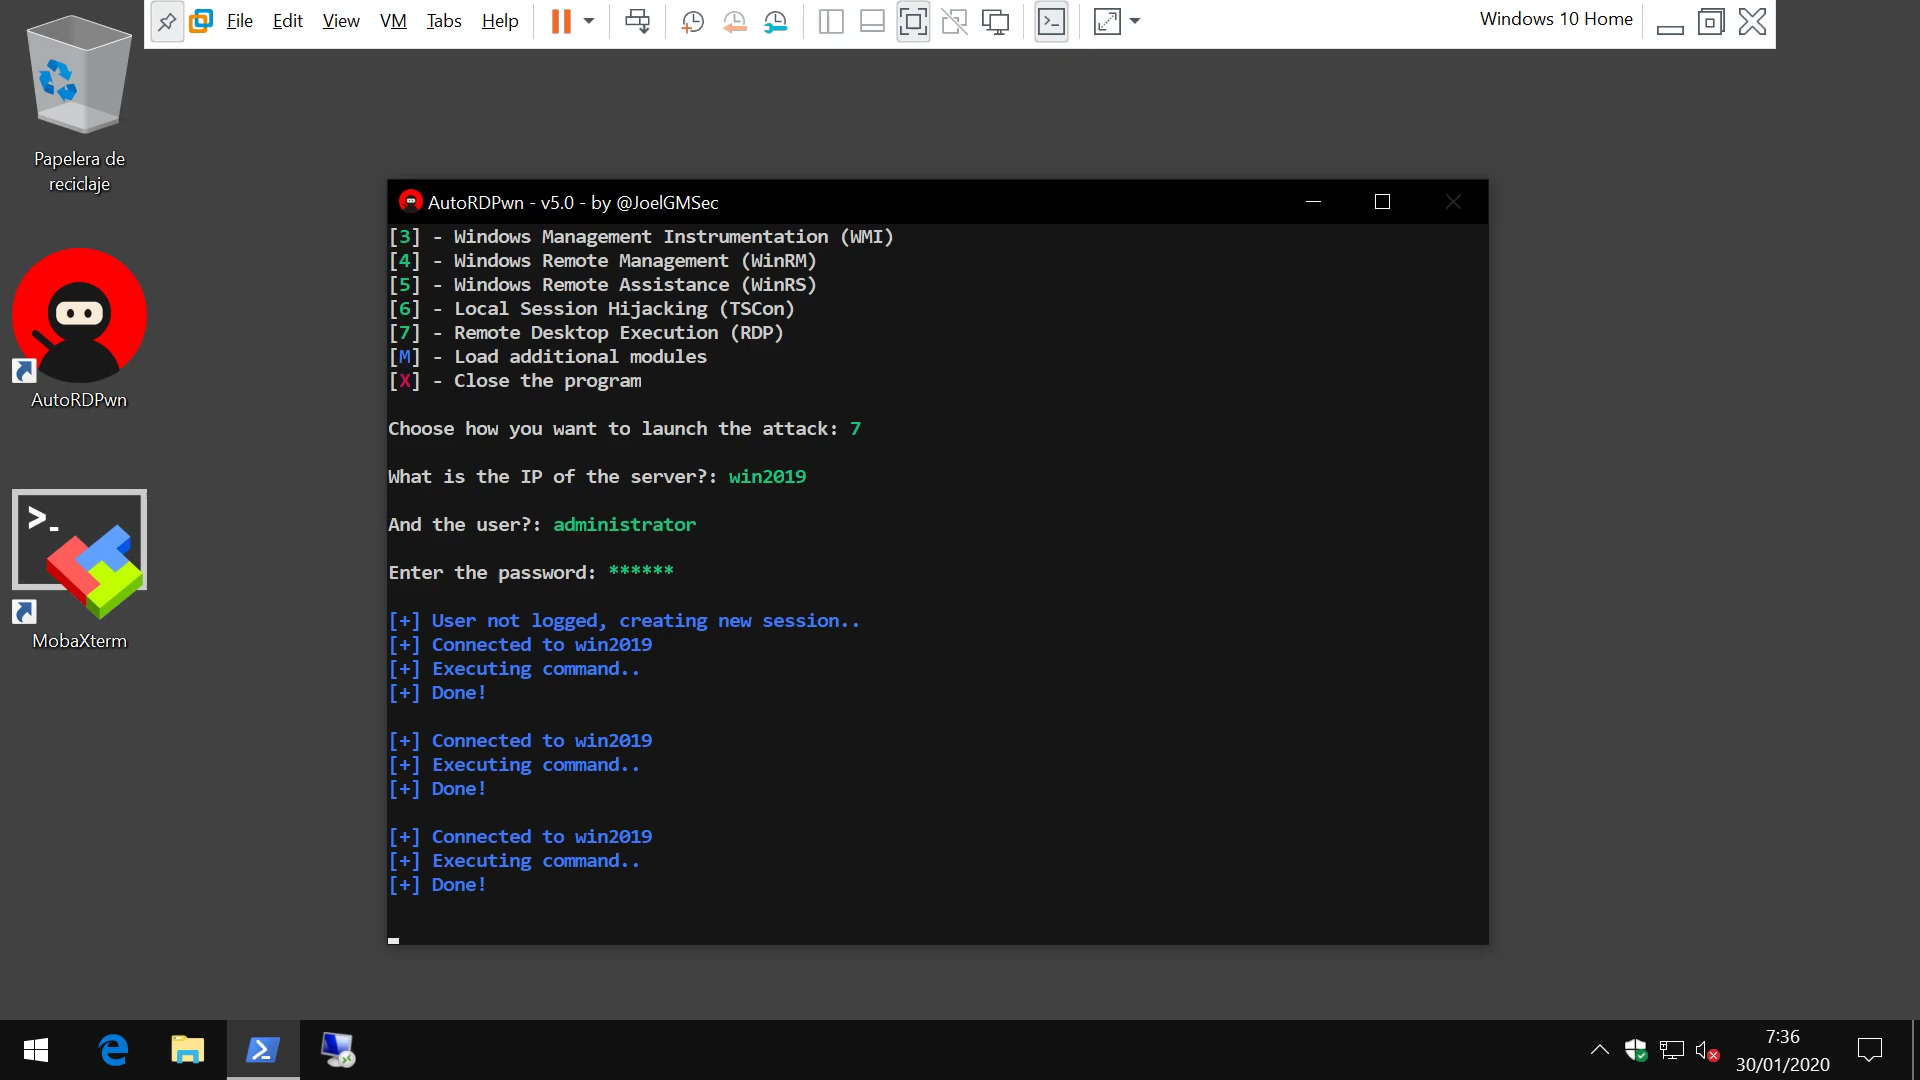 File Edit View VM Tabs Help
Windows 10 Home
Papelera de
reciclaje
AutoRDPwn
MobaXterm
AutoRDPwn - v5.0 - by @JoelGMSec
[3] - Windows Management Instrumentation (WMI)
[4] - Windows Remote Management (WinRM)
[5] - Windows Remote Assistance (WinRS)
[6] - Local Session Hijacking (TSCon)
[7] - Remote Desktop Execution (RDP)
[M] - Load additional modules
[X] - Close the program
Choose how you want to launch the attack: 7
What is the IP of the server?: win2019
And the user?: administrator
Enter the password: ******
[+] User not logged, creating new session..
[+] Connected to win2019
[+] Executing command..
[+] Done!
[+] Connected to win2019
[+] Executing command..
[+] Done!
[+] Connected to win2019
[+] Executing command..
[+] Done!
7:36
30/01/2020